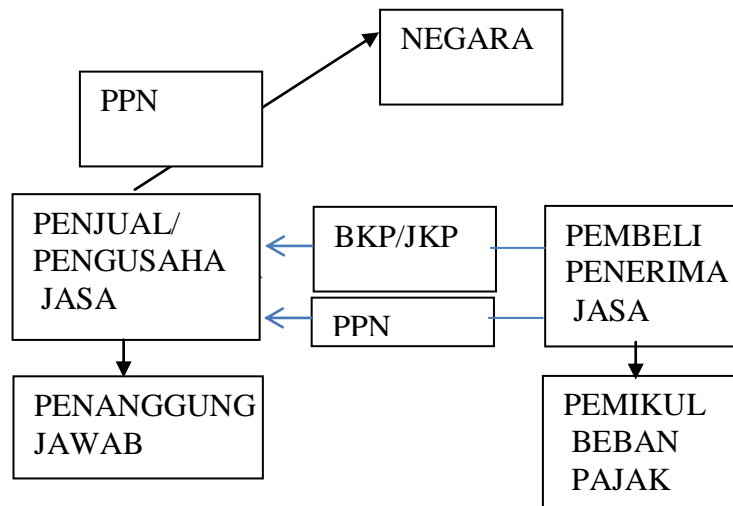 NEGARA
PPN
PENJUAL/
PENGUSAHA
JASA
BKP/JKP
PPN
PEMBELI
PENERIMA
JASA
PENANGGUNG
JAWAB
PEMIKUL
BEBAN
PAJAK